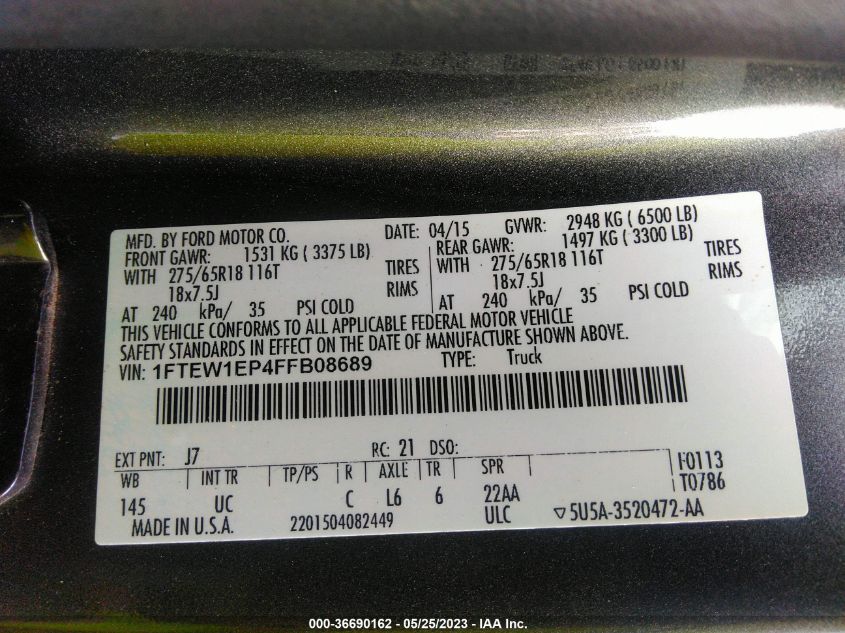 MFD. BY FORD MOTOR CO. DATE: 04/15 GVWR: 2948 KG ( 6500 LB)
FRONT GAWR: 1531 KG ( 3375 LB) REAR GAWR: 1497 KG ( 3300 LB)
WITH 275/65R18 116T TIRES WITH 275/65R18 116T TIRES
18x7.5J RIMS 18x7.5J RIMS
AT 240 kPa/ 35 PSI COLD AT 240 kPa/ 35 PSI COLD
THIS VEHICLE CONFORMS TO ALL APPLICABLE FEDERAL MOTOR VEHICLE
SAFETY STANDARDS IN EFFECT ON THE DATE OF MANUFACTURE SHOWN ABOVE.
VIN: 1FTEW1EP4FFB08689 TYPE: Truck
EXT PNT: J7 RC: 21 DSO:
WB INT TR TP/PS R AXLE TR SPR F0113
145 UC C L6 6 22AA T0786
MADE IN U.S.A. 2201504082449 ULC ▽5U5A-3520472-AA
000-36690162 - 05/25/2023 - IAA Inc.